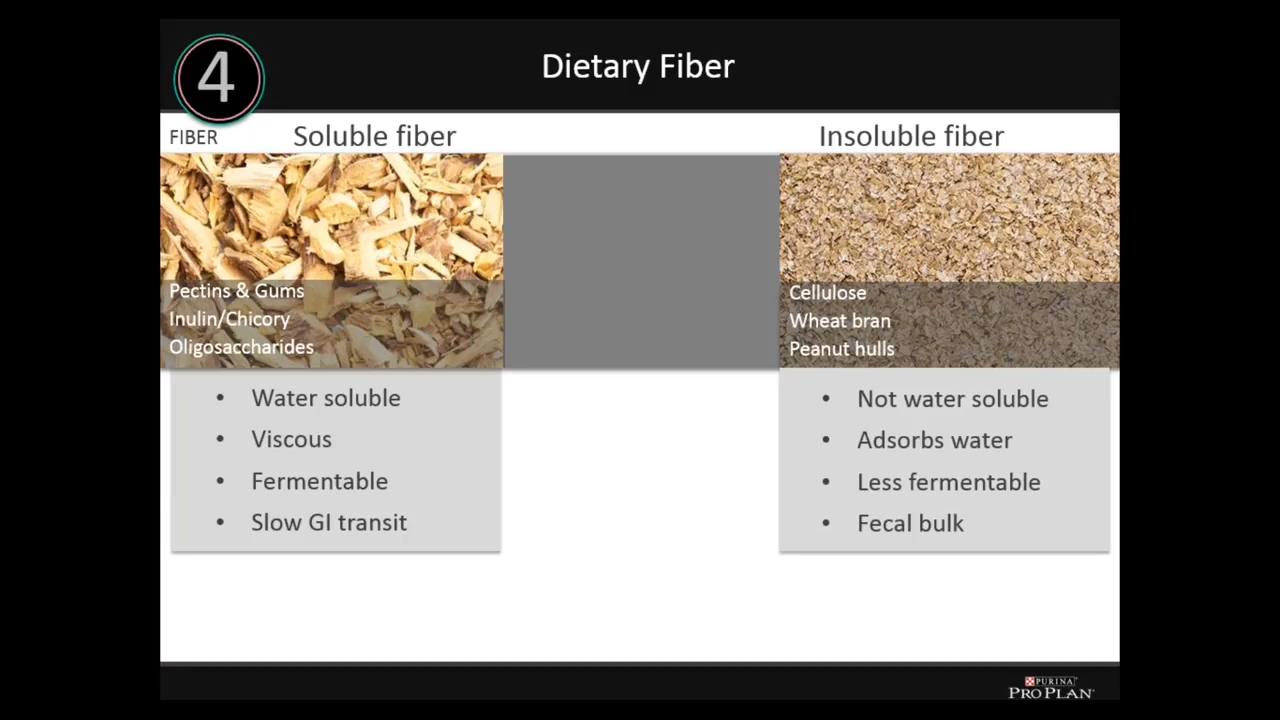 4
Dietary Fiber
FIBER
Soluble fiber
Insoluble fiber
Pectins & Gums
Inulin/Chicory
Oligosaccharides
Cellulose
Wheat bran
Peanut hulls
• Water soluble
• Viscous
• Fermentable
• Slow GI transit
• Not water soluble
• Adsorbs water
• Less fermentable
• Fecal bulk
PURINA
PRO PLAN